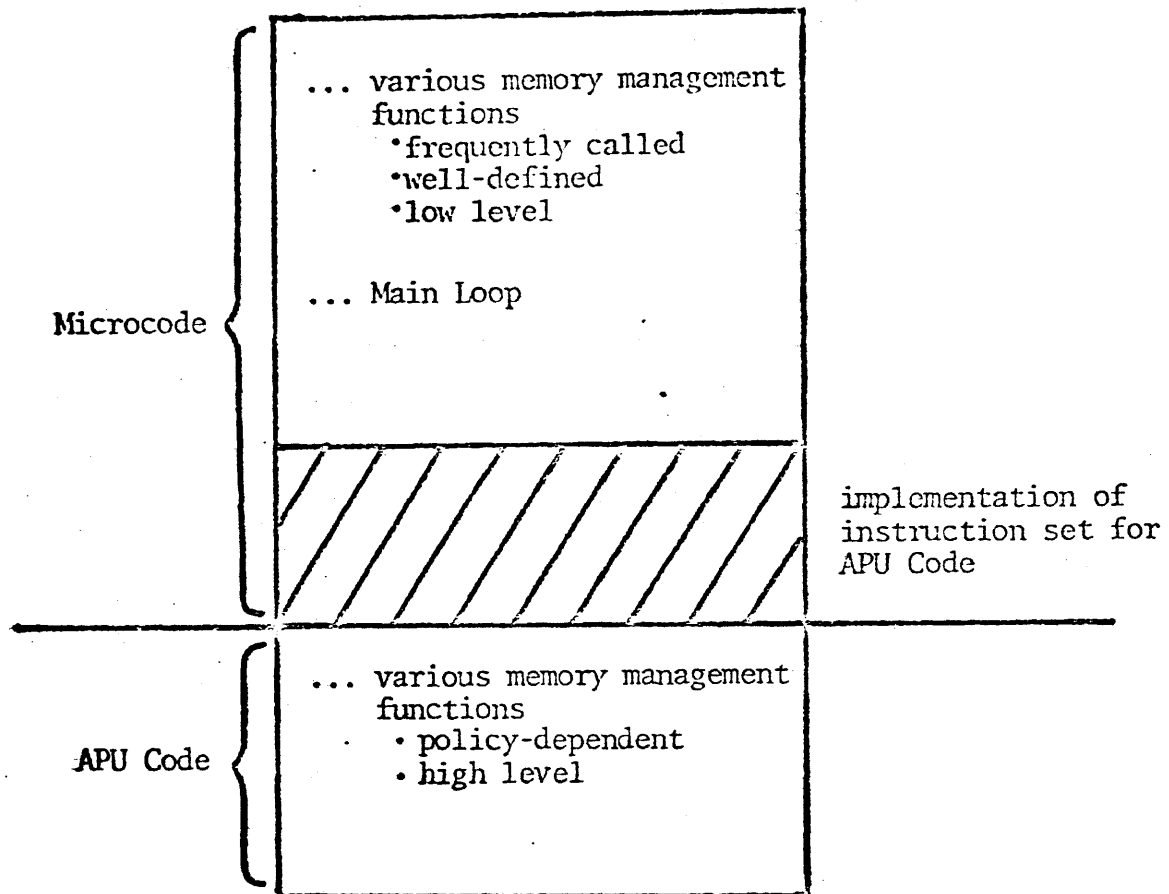 ... various memory management
functions
•frequently called
•well-defined
•low level
... Main Loop
Microcode
implementation of
instruction set for
APU Code
... various memory management
functions
• policy-dependent
• high level
APU Code